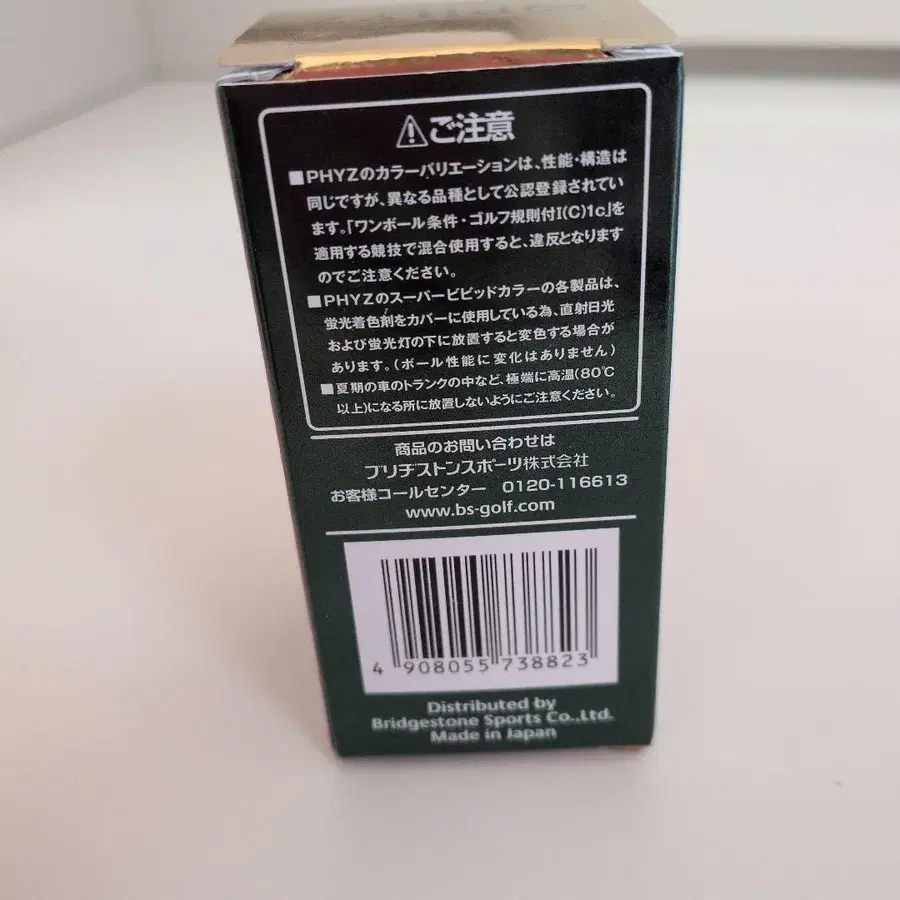 ⚠ご注意
■PHYZのカラーバリエーションは、性能・構造は
同じですが、異なる品種として公認登録されてい
ます。「ワンボール条件・ゴルフ規則付I(C)1c」を
適用する競技で混合使用すると、違反となります
のでご注意ください。
■PHYZのスーパービビッドカラーの各製品は、
蛍光着色剤をカバーに使用している為、直射日光
および蛍光灯の下に放置すると変色する場合が
あります。(ボール性能に変化はありません)
■夏期の車のトランクの中など、極端に高温(80℃
以上)になる所に放置しないようにご注意ください。
商品のお問い合わせは
ブリヂストンスポーツ株式会社
お客様コールセンター 0120-116613
www.bs-golf.com
4 908055 738823
Distributed by
Bridgestone Sports Co.,Ltd.
Made in Japan